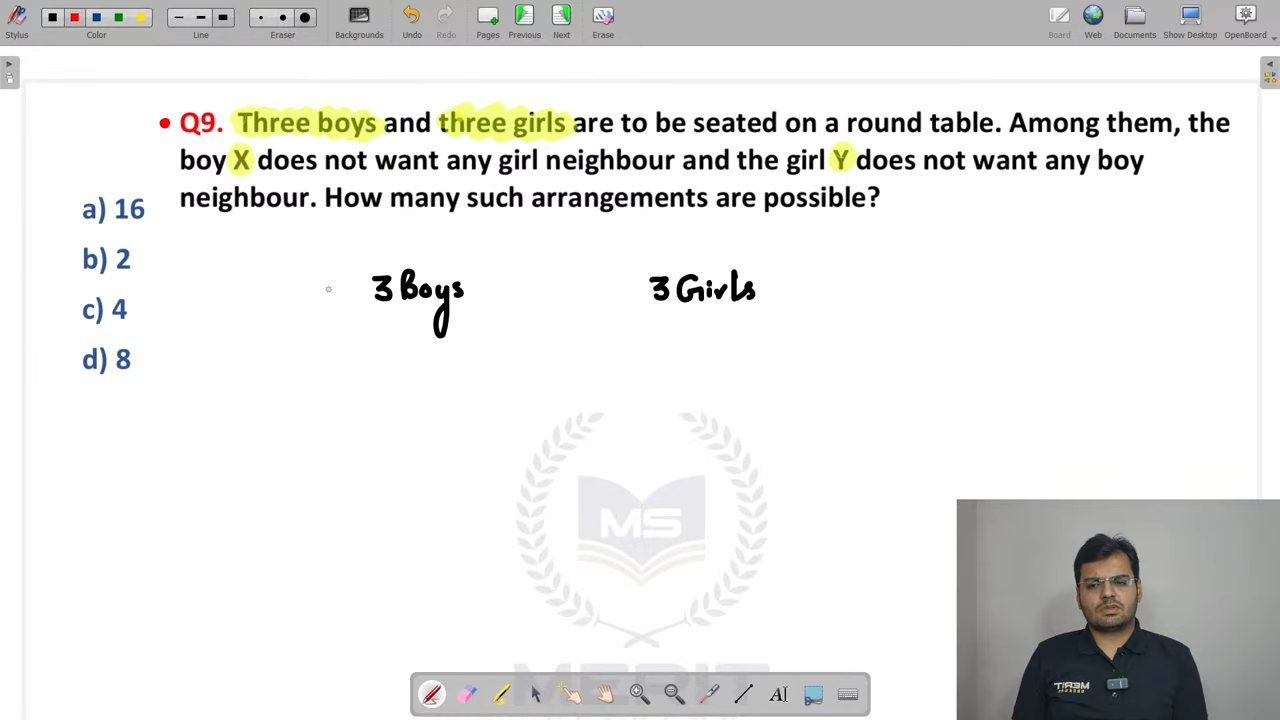 Stylus
Color
Line
Eraser
Backgrounds
Undo
Redo
Pages
Previous
Next
Erase
Board
Web
Documents
Show Desktop
OpenBoard
• Q9. Three boys and three girls are to be seated on a round table. Among them, the
boy X does not want any girl neighbour and the girl Y does not want any boy
neighbour. How many such arrangements are possible?
a) 16
b) 2
c) 4
d) 8
3 Boys
3 Girls
MS
MERIT
MERIT